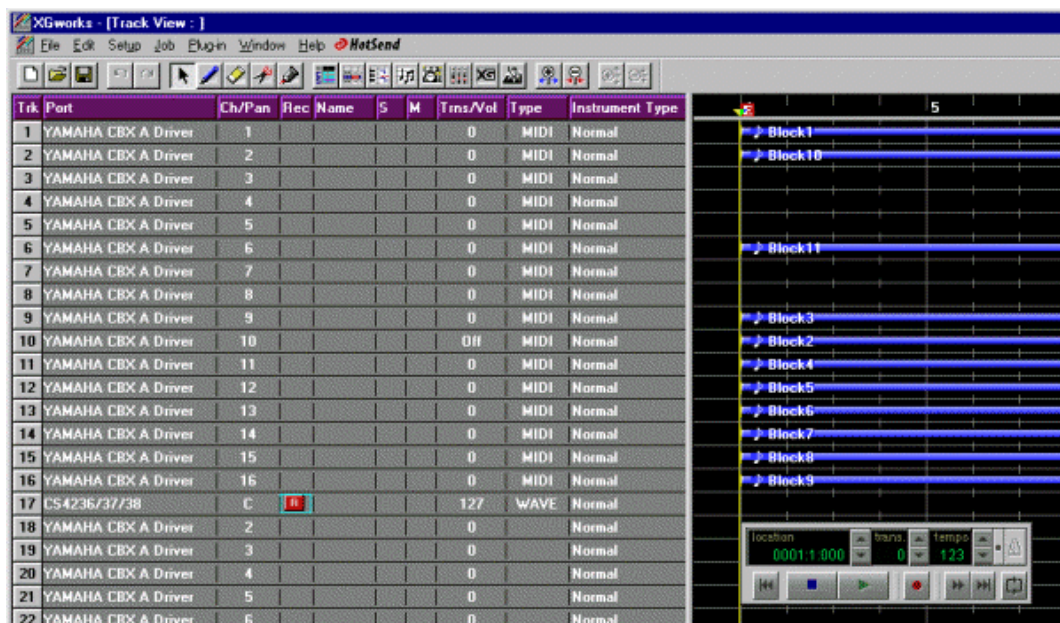 XGworks - [Track View : ]
File Edit Setup Job Plug-in Window Help HotSend
XG
Trk Port Ch/Pan Rec Name S M Trns/Vol Type Instrument Type 5
1 YAMAHA CBX A Driver 1 0 MIDI Normal Block1
2 YAMAHA CBX A Driver 2 0 MIDI Normal Block10
3 YAMAHA CBX A Driver 3 0 MIDI Normal
4 YAMAHA CBX A Driver 4 0 MIDI Normal
5 YAMAHA CBX A Driver 5 0 MIDI Normal
6 YAMAHA CBX A Driver 6 0 MIDI Normal Block11
7 YAMAHA CBX A Driver 7 0 MIDI Normal
8 YAMAHA CBX A Driver 8 0 MIDI Normal
9 YAMAHA CBX A Driver 9 0 MIDI Normal Block3
10 YAMAHA CBX A Driver 10 Off MIDI Normal Block2
11 YAMAHA CBX A Driver 11 0 MIDI Normal Block4
12 YAMAHA CBX A Driver 12 0 MIDI Normal Block5
13 YAMAHA CBX A Driver 13 0 MIDI Normal Block6
14 YAMAHA CBX A Driver 14 0 MIDI Normal Block7
15 YAMAHA CBX A Driver 15 0 MIDI Normal Block8
16 YAMAHA CBX A Driver 16 0 MIDI Normal Block9
17 CS4236/37/38 C R 127 WAVE Normal
18 YAMAHA CBX A Driver 2 0 Normal
19 YAMAHA CBX A Driver 3 0 Normal
20 YAMAHA CBX A Driver 4 0 Normal
21 YAMAHA CBX A Driver 5 0 Normal
22 YAMAHA CBX A Driver 6 0 Normal
location trans. tempo
0001:1:000 0 123